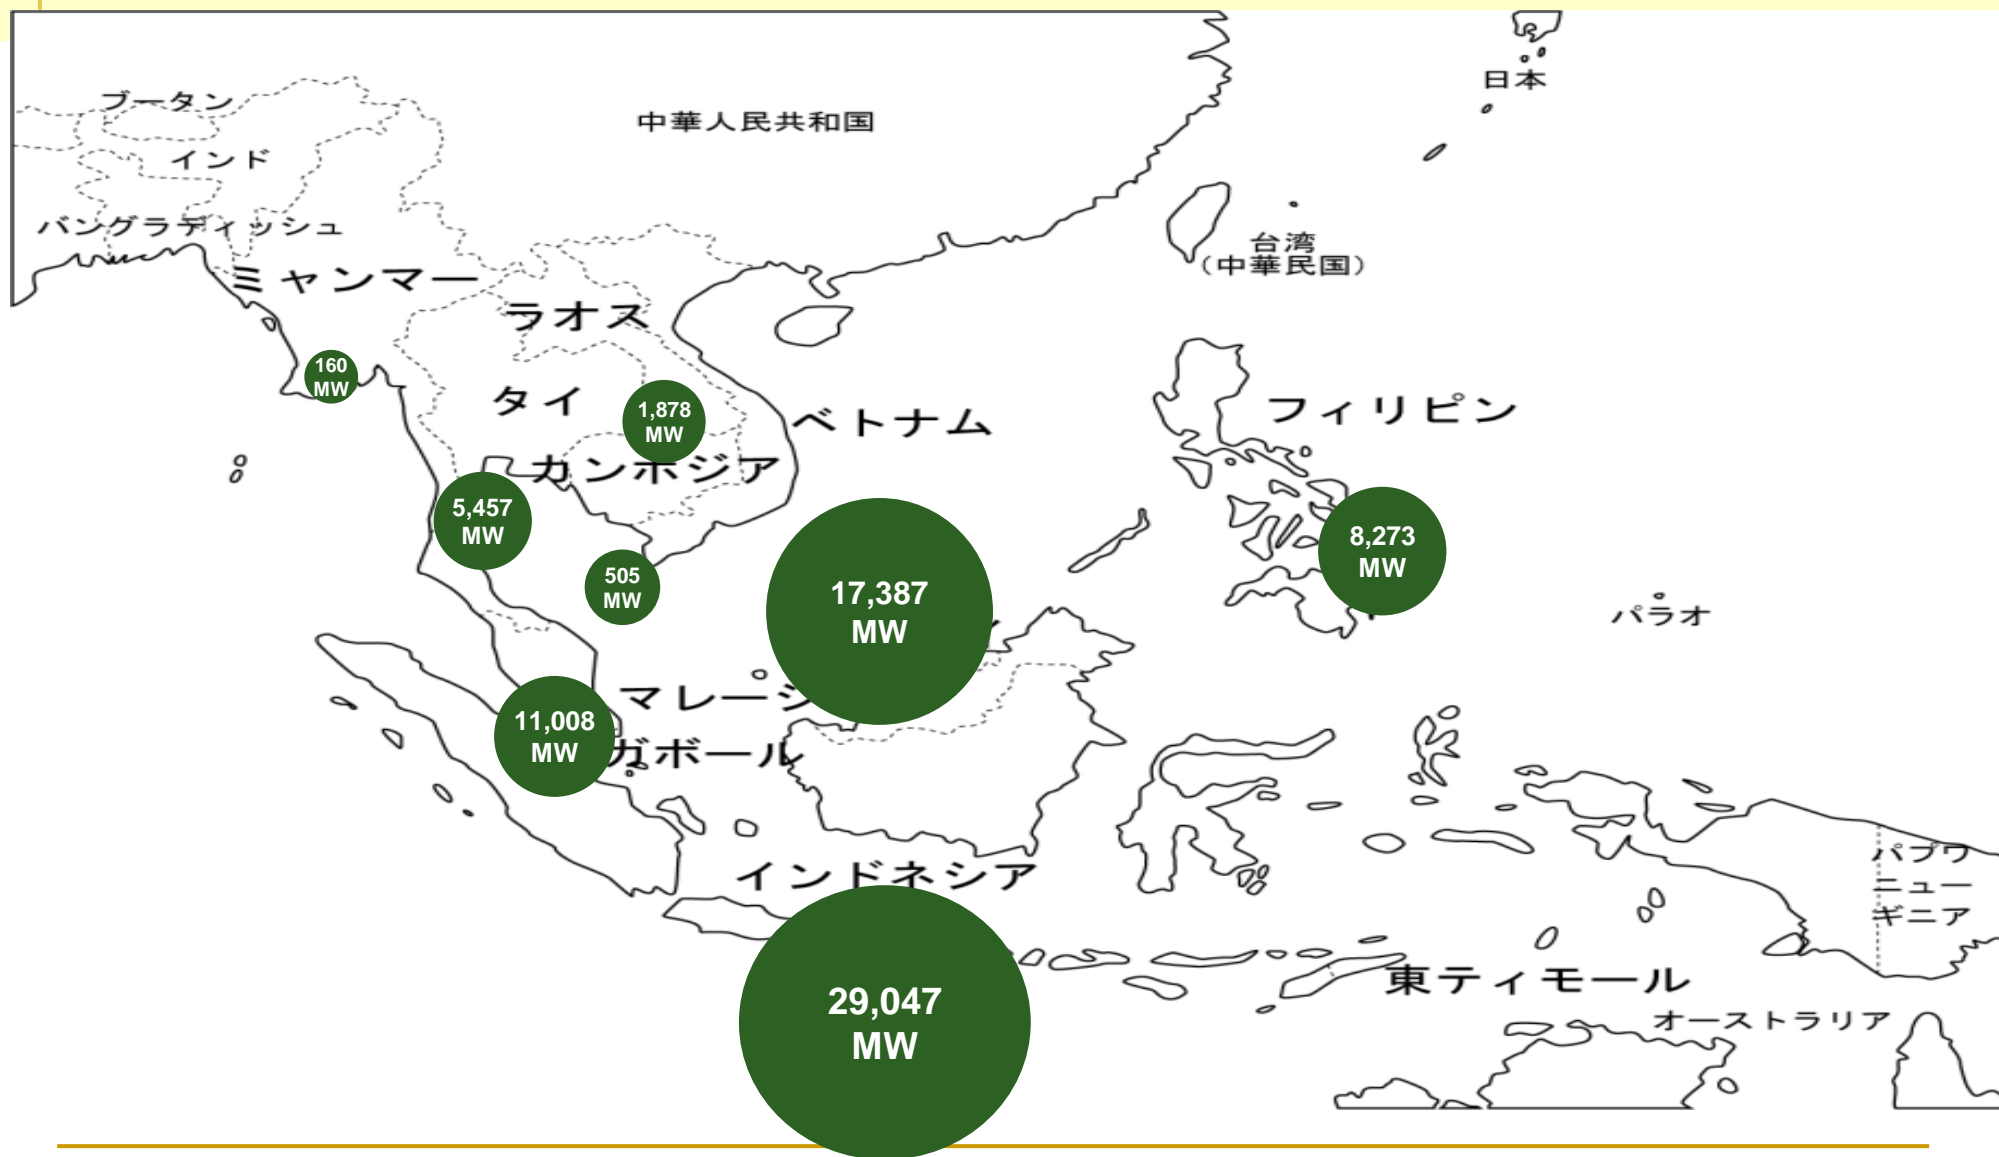 日本
ブータン
中華人民共和国
インド
バングラディッシュ
台湾
（中華民国）
ミャンマー
ラオス
160
MW
タイ
1,878
MW
ベトナム
フィリピン
カンボジア
5,457
MW
505
MW
17,387
MW
8,273
MW
パラオ
マレーシ
11,008
MW
ガポール
インドネシア
パプワ
ニュー
ギニア
東ティモール
29,047
MW
オーストラリア